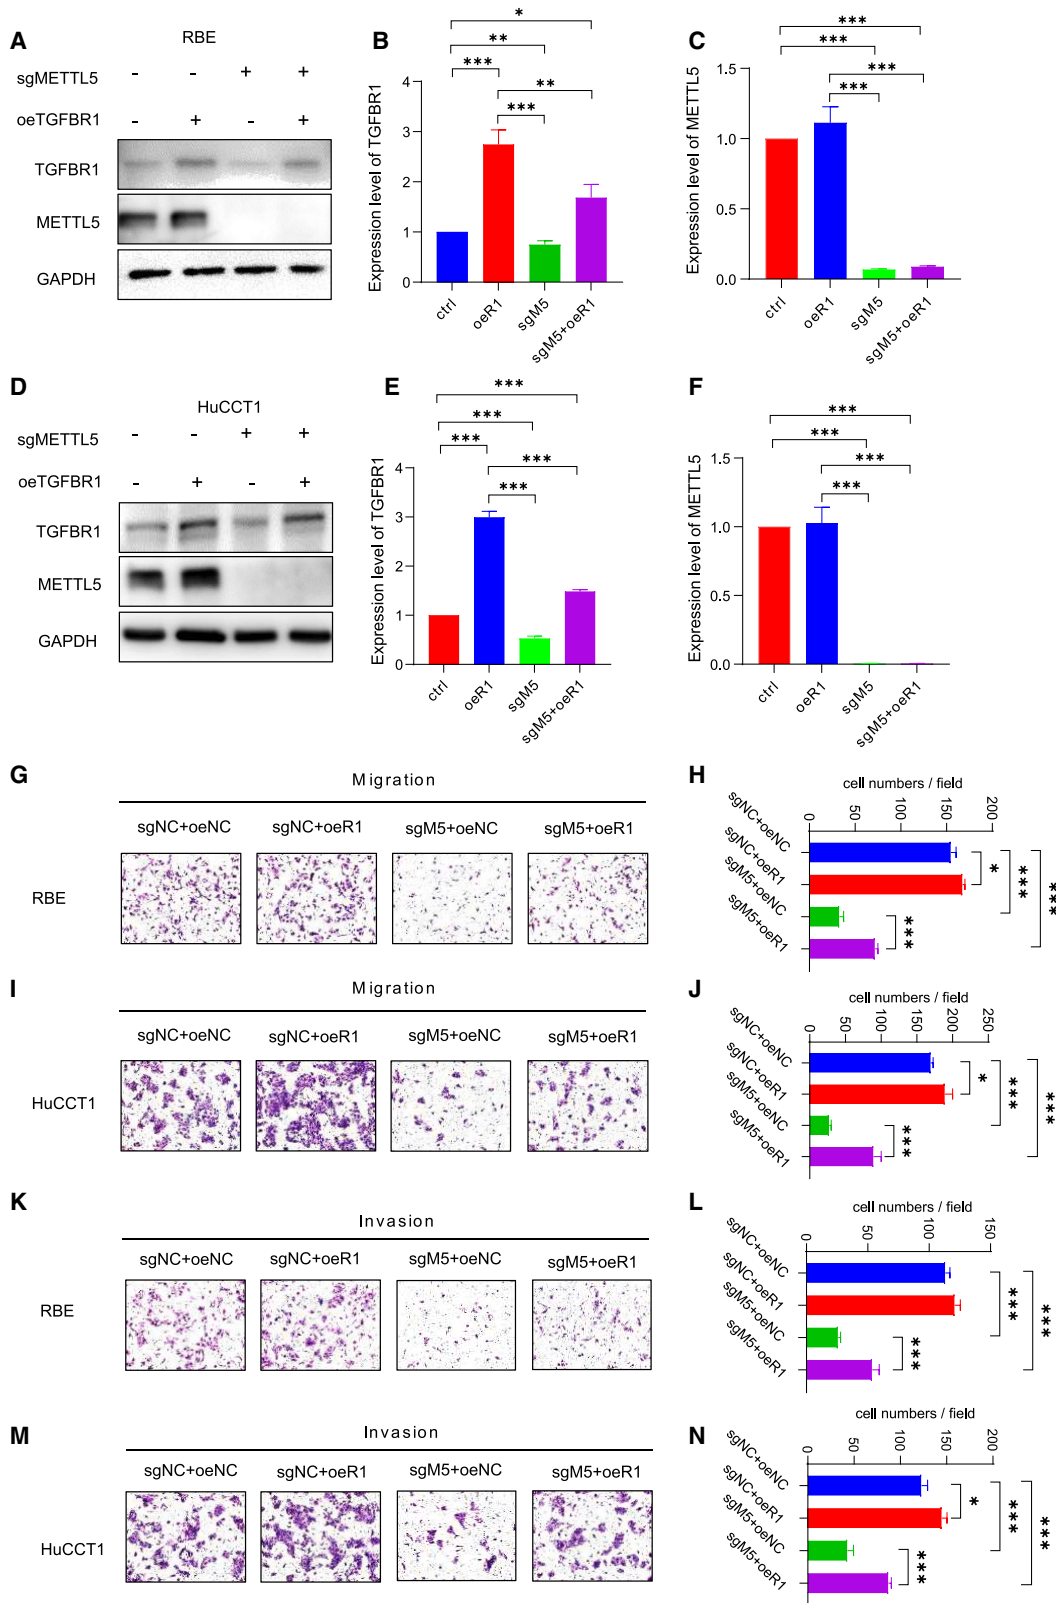 A
RBE
sgMETTL5 - - + +
oeTGFBR1 - + - +
TGFBR1
METTL5
GAPDH
B
Expression level of TGFBR1
4
3
2
1
0
*
**
***
**
***
ctrl
oeR1
sgM5
sgM5+oeR1
C
Expression level of METTL5
1.5
1.0
0.5
0.0
***
***
***
***
ctrl
oeR1
sgM5
sgM5+oeR1
D
HuCCT1
sgMETTL5 - - + +
oeTGFBR1 - + - +
TGFBR1
METTL5
GAPDH
E
Expression level of TGFBR1
4
3
2
1
0
***
***
***
***
***
ctrl
oeR1
sgM5
sgM5+oeR1
F
Expression level of METTL5
1.5
1.0
0.5
0.0
***
***
***
***
ctrl
oeR1
sgM5
sgM5+oeR1
G
Migration
sgNC+oeNC sgNC+oeR1 sgM5+oeNC sgM5+oeR1
RBE
H
cell numbers / field
0 50 100 150 200
sgNC+oeNC
sgNC+oeR1
sgM5+oeNC
sgM5+oeR1
*
***
***
***
I
Migration
sgNC+oeNC sgNC+oeR1 sgM5+oeNC sgM5+oeR1
HuCCT1
J
cell numbers / field
0 50 100 150 200 250
sgNC+oeNC
sgNC+oeR1
sgM5+oeNC
sgM5+oeR1
*
***
***
***
K
Invasion
sgNC+oeNC sgNC+oeR1 sgM5+oeNC sgM5+oeR1
RBE
L
cell numbers / field
0 50 100 150
sgNC+oeNC
sgNC+oeR1
sgM5+oeNC
sgM5+oeR1
***
***
***
M
Invasion
sgNC+oeNC sgNC+oeR1 sgM5+oeNC sgM5+oeR1
HuCCT1
N
cell numbers / field
0 50 100 150 200
sgNC+oeNC
sgNC+oeR1
sgM5+oeNC
sgM5+oeR1
*
***
***
***